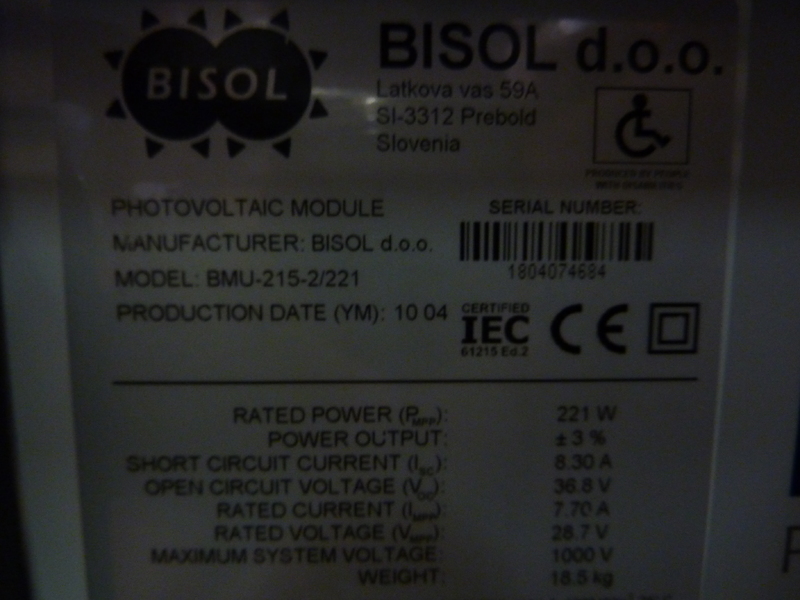 BISOL
BISOL d.o.o.
Latkova vas 59A
SI-3312 Prebold
Slovenia
PRODUCED BY PEOPLE
WITH DISABILITIES
PHOTOVOLTAIC MODULE
SERIAL NUMBER:
MANUFACTURER: BISOL d.o.o.
1804074684
MODEL: BMU-215-2/221
PRODUCTION DATE (YM): 10 04
CERTIFIED
IEC
61215 Ed.2
CE
RATED POWER (PMPP): 221 W
POWER OUTPUT: ± 3 %
SHORT CIRCUIT CURRENT (ISC): 8.30 A
OPEN CIRCUIT VOLTAGE (VOC): 36.8 V
RATED CURRENT (IMPP): 7.70 A
RATED VOLTAGE (VMPP): 28.7 V
MAXIMUM SYSTEM VOLTAGE: 1000 V
WEIGHT: 18.5 kg
P